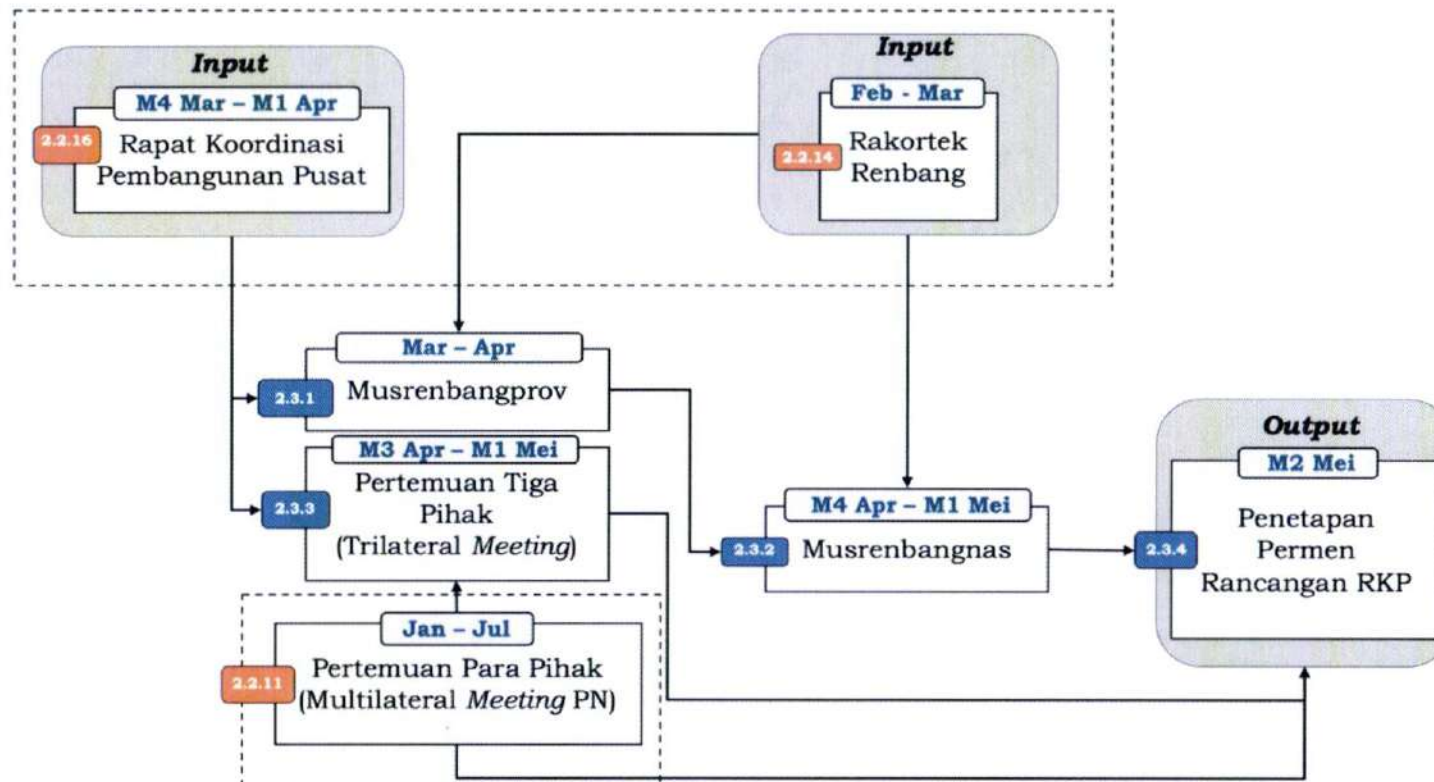 Input
M4 Mar – M1 Apr
2.2.16
Rapat Koordinasi
Pembangunan Pusat
Input
Feb - Mar
2.2.14
Rakortek
Renbang
Mar – Apr
2.3.1
Musrenbangprov
M3 Apr – M1 Mei
2.3.3
Pertemuan Tiga
Pihak
(Trilateral Meeting)
Jan – Jul
2.2.11
Pertemuan Para Pihak
(Multilateral Meeting PN)
M4 Apr – M1 Mei
2.3.2
Musrenbangnas
Output
M2 Mei
2.3.4
Penetapan
Permen
Rancangan RKP